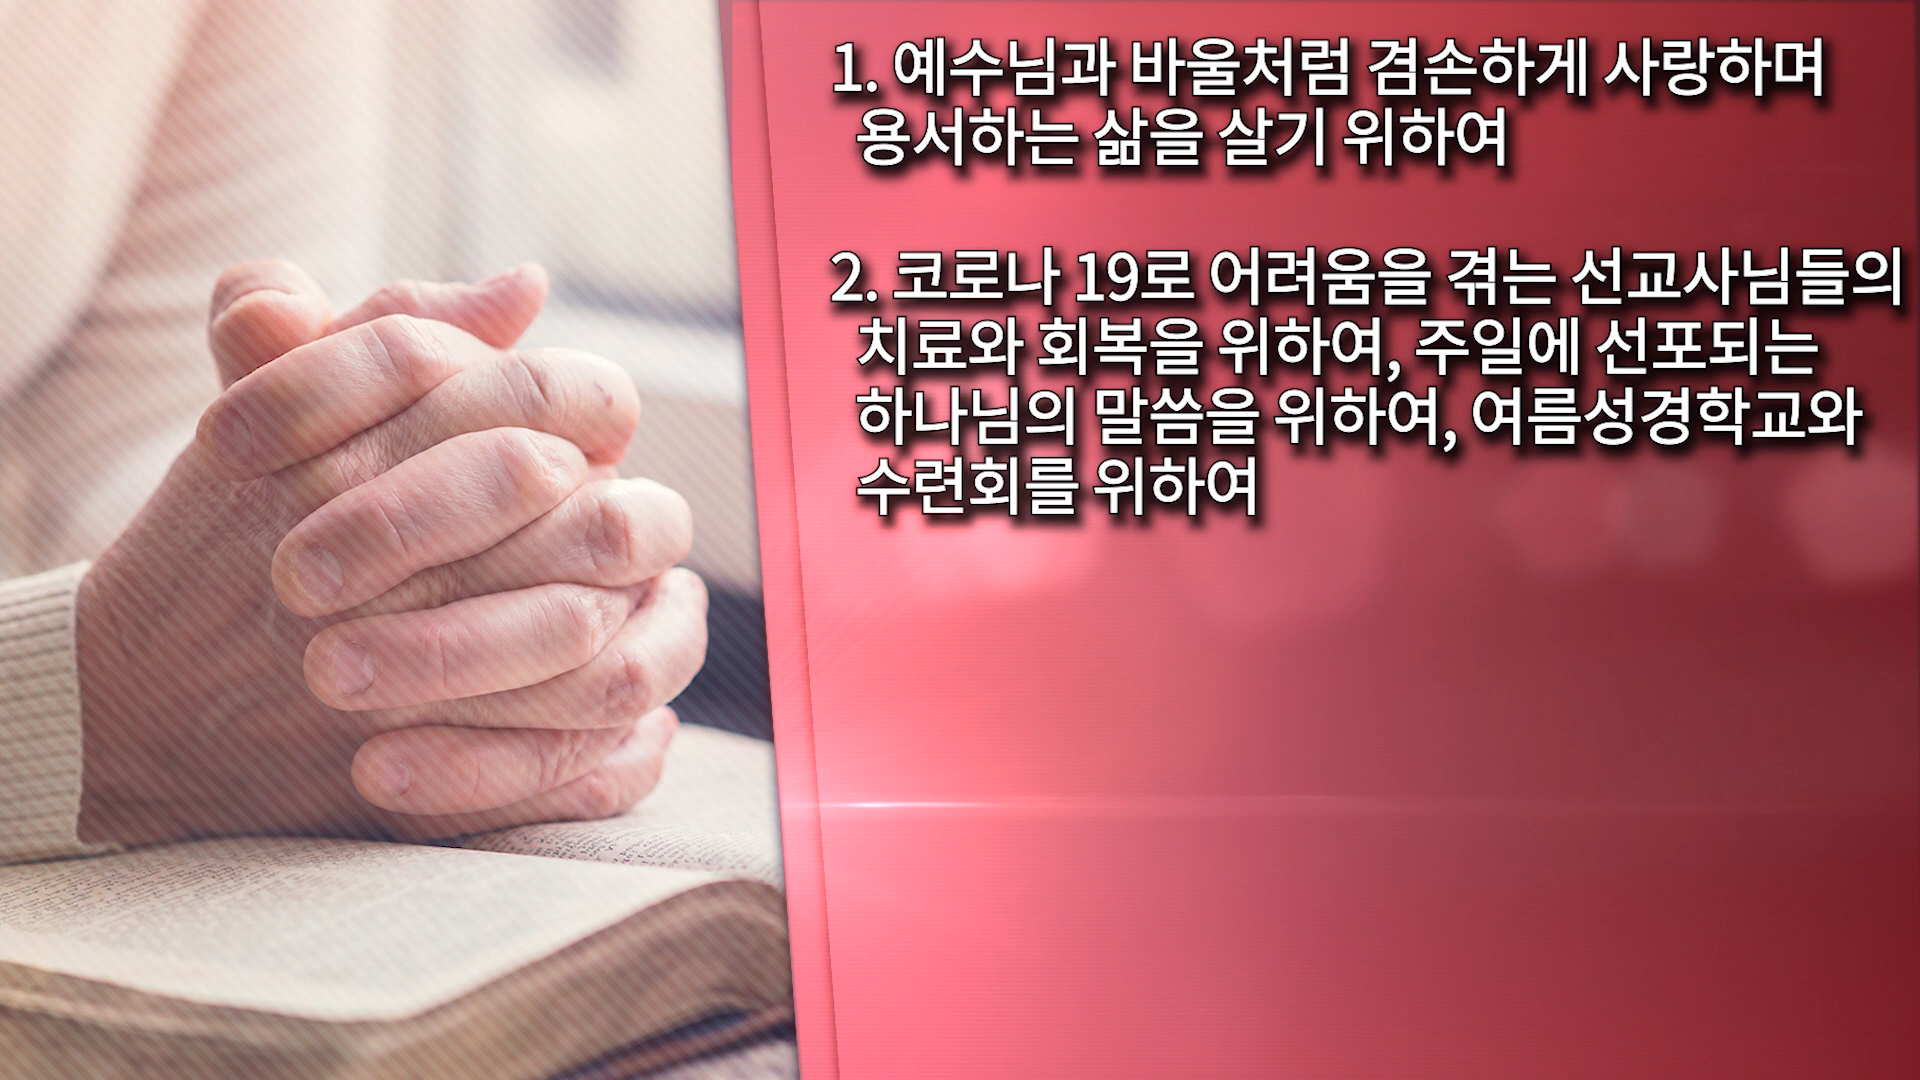 1. 예수님과 바울처럼 겸손하게 사랑하며
용서하는 삶을 살기 위하여
2. 코로나 19로 어려움을 겪는 선교사님들의
치료와 회복을 위하여, 주일에 선포되는
하나님의 말씀을 위하여, 여름성경학교와
수련회를 위하여